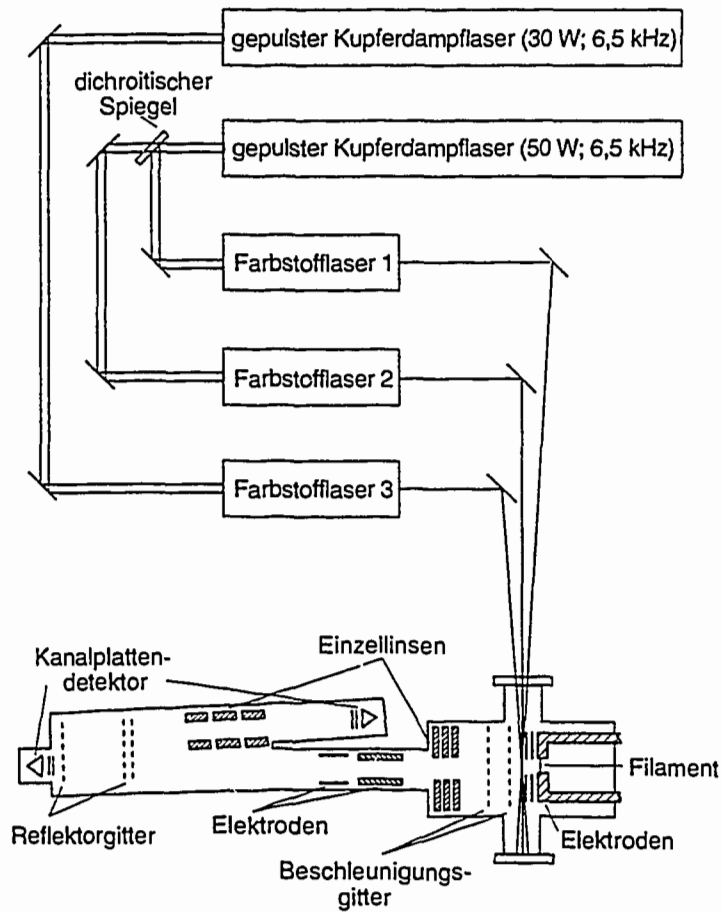 gepulster Kupferdampflaser (30 W; 6,5 kHz)
dichroitischer
Spiegel
gepulster Kupferdampflaser (50 W; 6,5 kHz)
Farbstofflaser 1
Farbstofflaser 2
Farbstofflaser 3
Einzellinsen
Kanalplatten-
detektor
Filament
Reflektorgitter
Elektroden
Elektroden
Beschleunigungs-
gitter